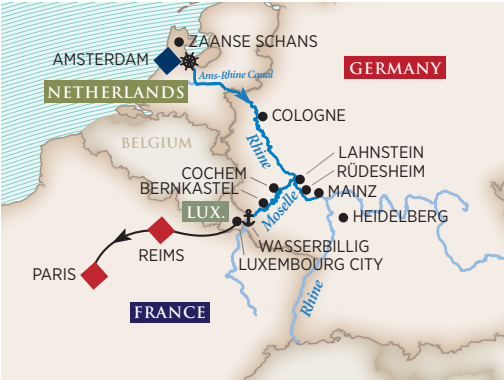 ZAANSE SCHANS
AMSTERDAM
Ams-Rhine Canal
GERMANY
NETHERLANDS
COLOGNE
BELGIUM
Rhine
LAHNSTEIN
COCHEM
RÜDESHEIM
BERNKASTEL
MAINZ
Moselle
LUX.
HEIDELBERG
WASSERBILLIG
REIMS
LUXEMBOURG CITY
PARIS
Rhine
FRANCE